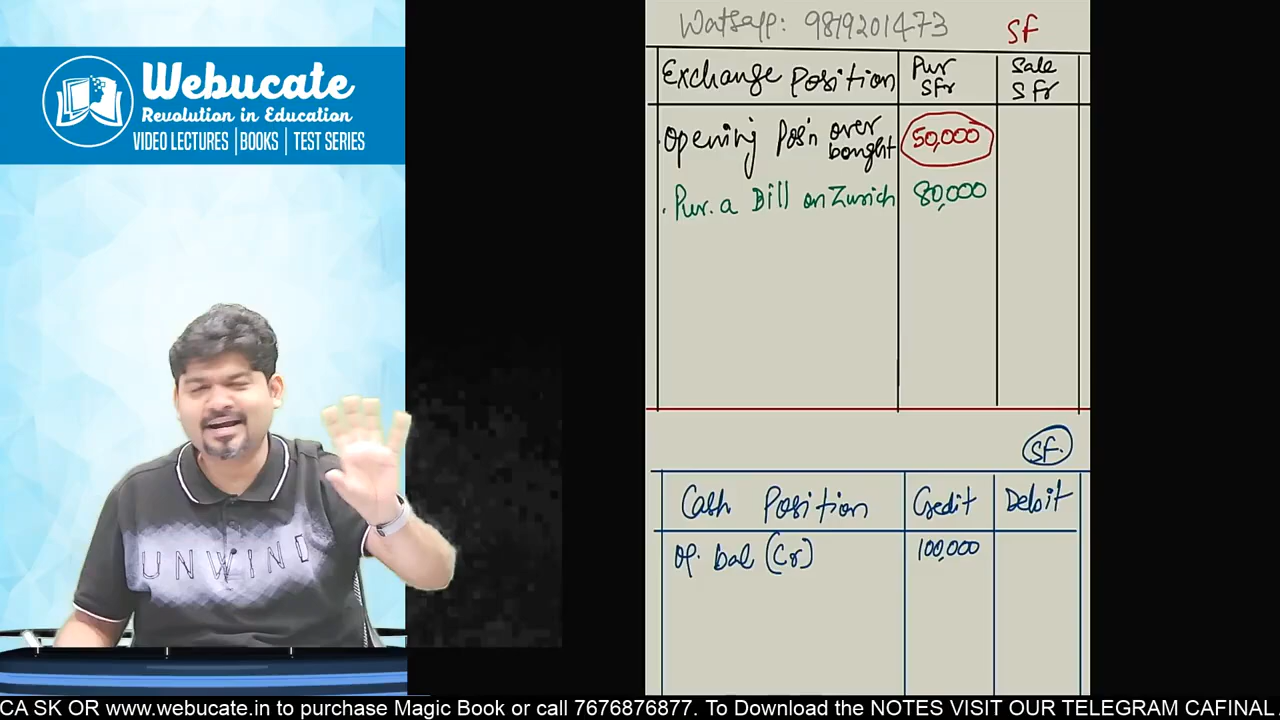 Webucate
Revolution in Education
VIDEO LECTURES | BOOKS | TEST SERIES
UNWIND
Watsapp: 9819201473
SF
Exchange Position
Pur SFr
Sale SFr
Opening Pos'n over bought
50,000
Pur. a Bill on Zurich
80,000
SF.
Cash Position
Credit
Debit
Op. bal (Cr)
100,000
CA SK OR www.webucate.in to purchase Magic Book or call 7676876877. To Download the NOTES VISIT OUR TELEGRAM CAFINAL